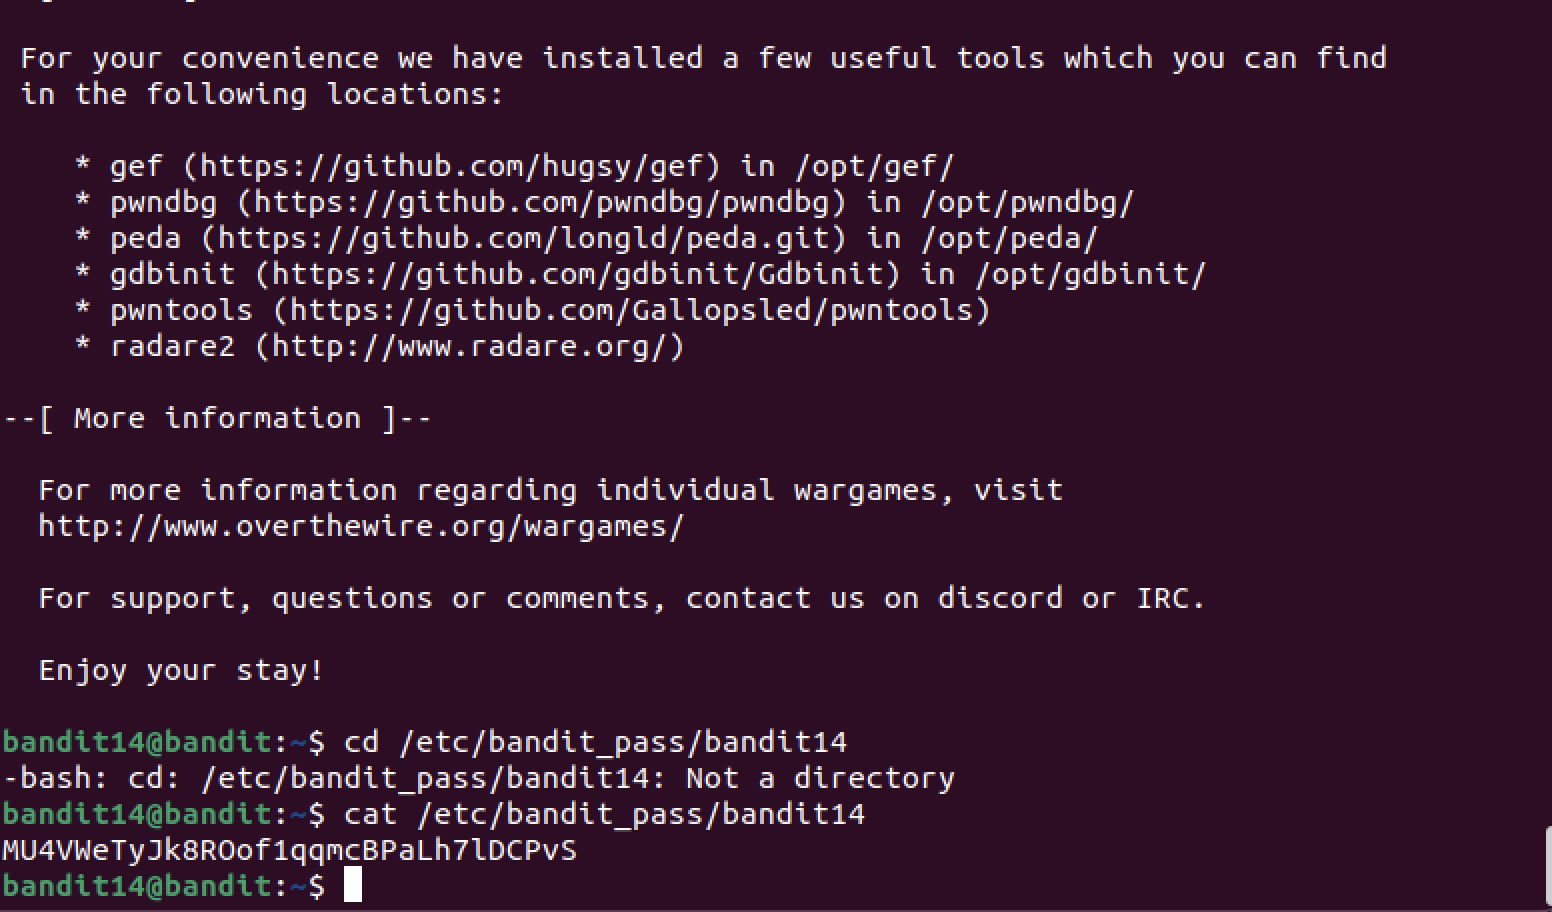 For your convenience we have installed a few useful tools which you can find
in the following locations:
* gef (https://github.com/hugsy/gef) in /opt/gef/
* pwndbg (https://github.com/pwndbg/pwndbg) in /opt/pwndbg/
* peda (https://github.com/longld/peda.git) in /opt/peda/
* gdbinit (https://github.com/gdbinit/Gdbinit) in /opt/gdbinit/
* pwntools (https://github.com/Gallopsled/pwntools)
* radare2 (http://www.radare.org/)
--[ More information ]--
For more information regarding individual wargames, visit
http://www.overthewire.org/wargames/
For support, questions or comments, contact us on discord or IRC.
Enjoy your stay!
bandit14@bandit:~$ cd /etc/bandit_pass/bandit14
-bash: cd: /etc/bandit_pass/bandit14: Not a directory
bandit14@bandit:~$ cat /etc/bandit_pass/bandit14
MU4VWeTyJk8ROof1qqmcBPaLh7lDCPvS
bandit14@bandit:~$